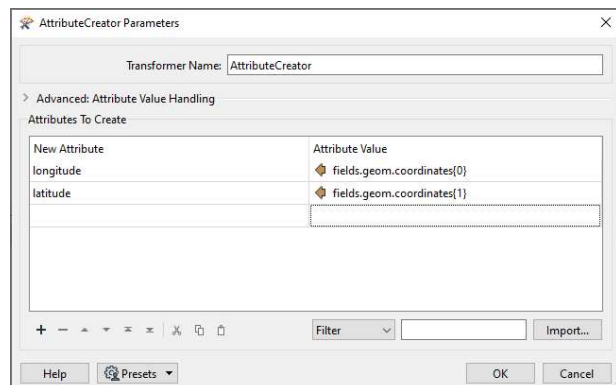 AttributeCreator Parameters
Transformer Name: AttributeCreator
Advanced: Attribute Value Handling
Attributes To Create
New Attribute Attribute Value
longitude fields.geom.coordinates{0}
latitude fields.geom.coordinates{1}
Filter Import...
Help Presets OK Cancel